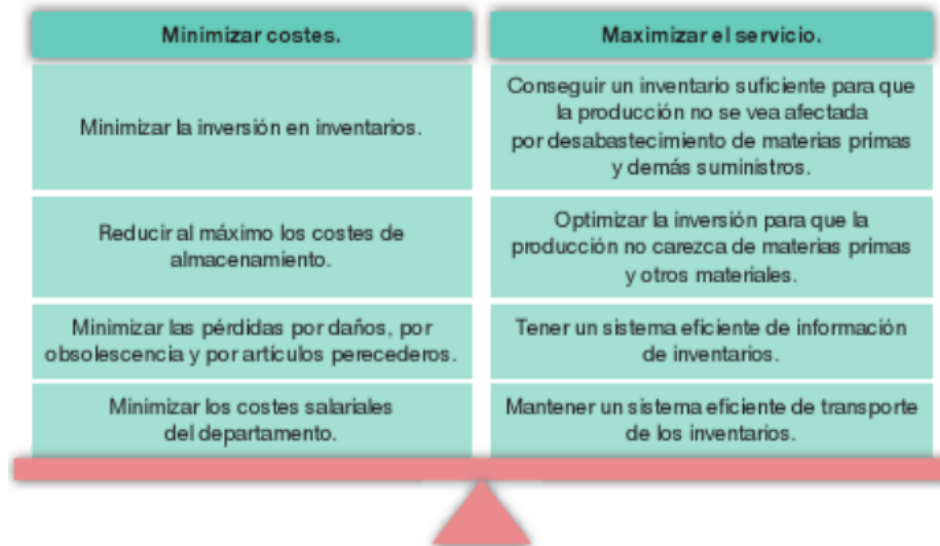 Minimizar costes.
Maximizar el servicio.
Minimizar la inversión en inventarios.
Conseguir un inventario suficiente para que
la producción no se vea afectada
por desabastecimiento de materias primas
y demás suministros.
Reducir al máximo los costes de
almacenamiento.
Optimizar la inversión para que la
producción no carezca de materias primas
y otros materiales.
Minimizar las pérdidas por daños, por
obsolescencia y por artículos perecederos.
Tener un sistema eficiente de información
de inventarios.
Minimizar los costes salariales
del departamento.
Mantener un sistema eficiente de transporte
de los inventarios.